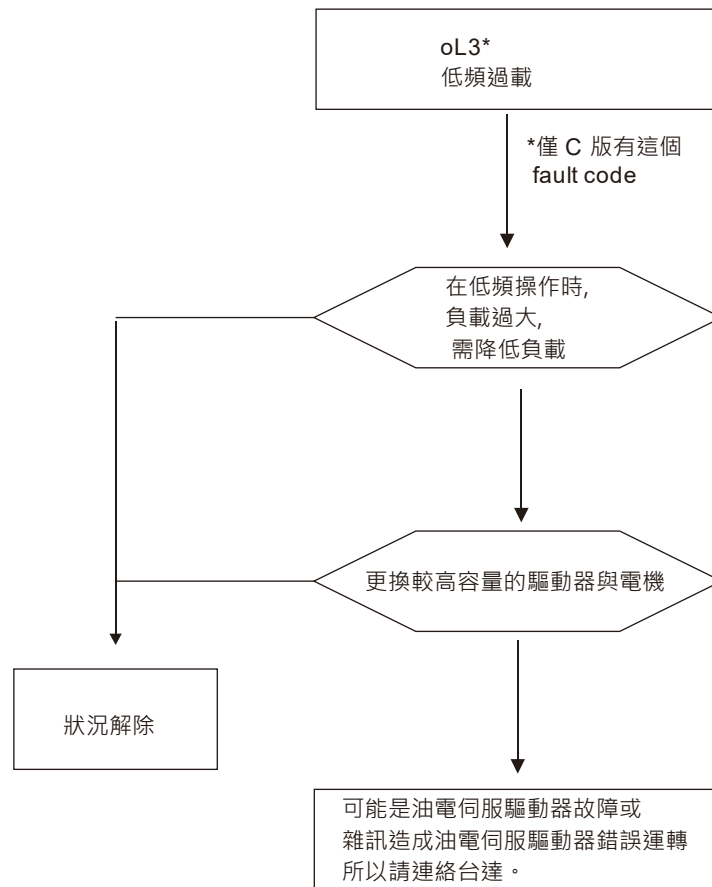 oL3*
低頻過載
*僅 C 版有這個
fault code
在低頻操作時,
負載過大,
需降低負載
更換較高容量的驅動器與電機
狀況解除
可能是油電伺服驅動器故障或
雜訊造成油電伺服驅動器錯誤運轉
所以請連絡台達。